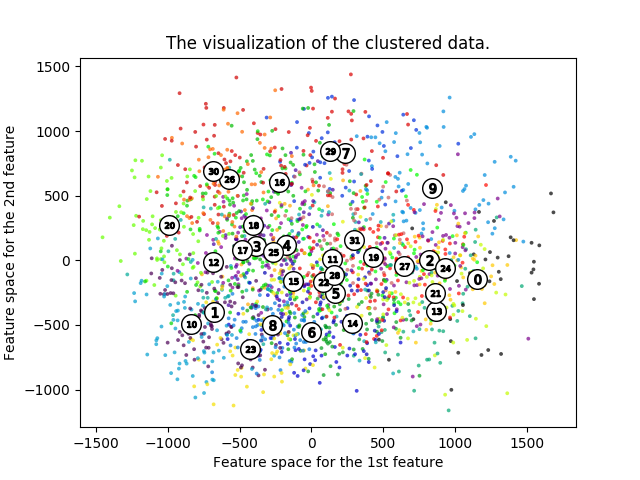 The visualization of the clustered data.
1500
1000
500
0
−500
−1000
Feature space for the 2nd feature
29 7
30 26 16 9
20 18
31
17 3 25 4
12 11 19 27 2 24
15 22 28 5 0
21 13
1 10 8 6 14
23
−1500 −1000 −500 0 500 1000 1500
Feature space for the 1st feature